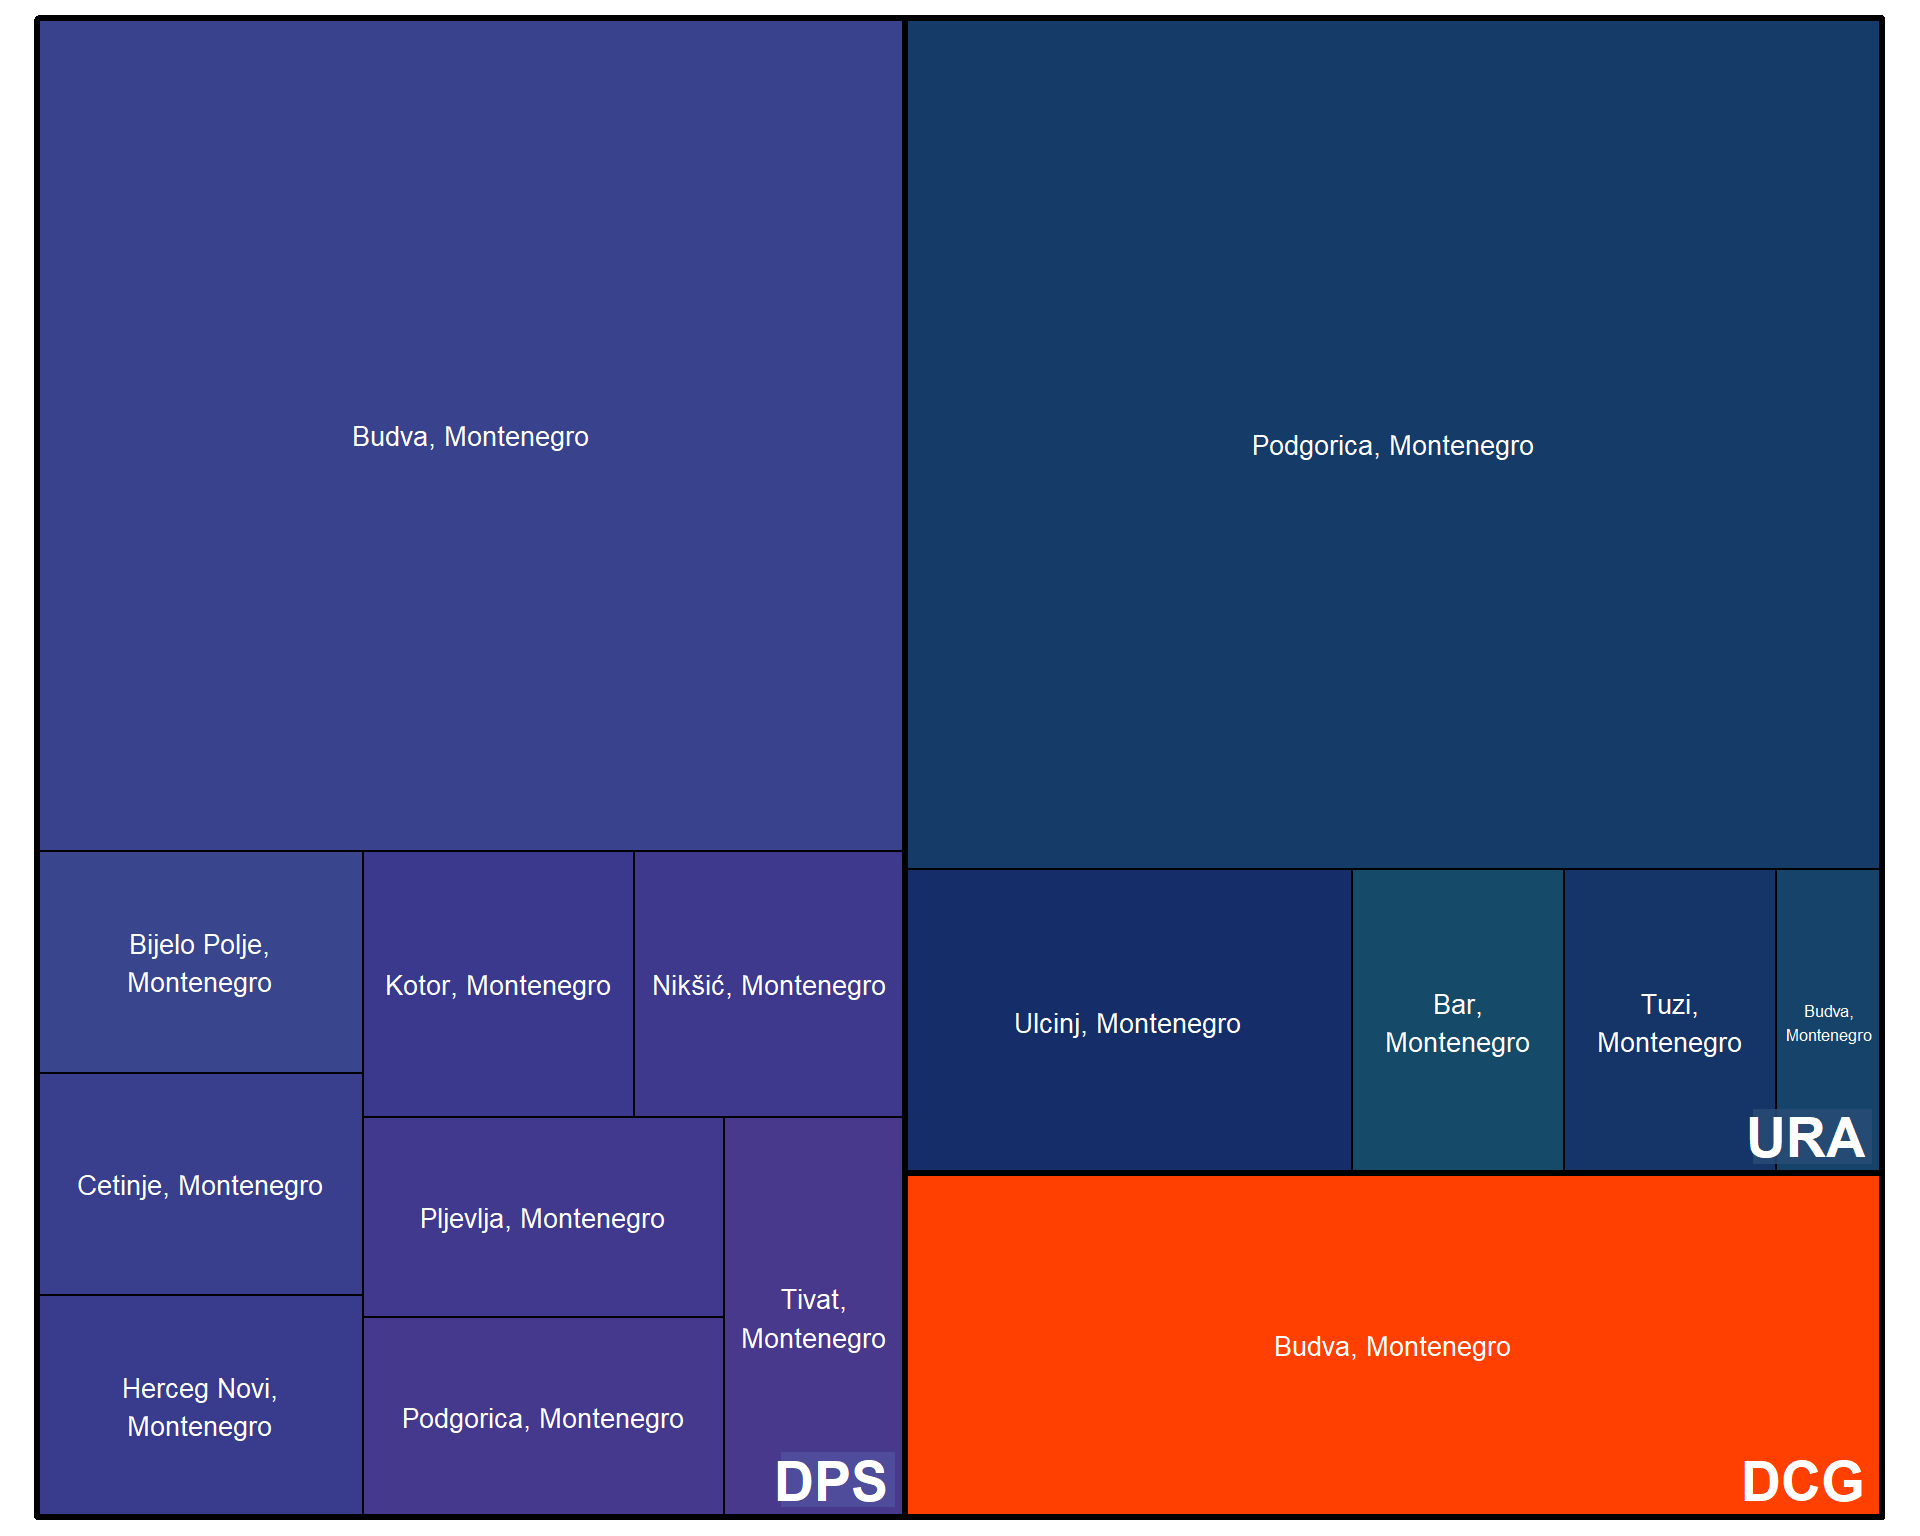 Budva, Montenegro
Podgorica, Montenegro
Bijelo Polje,
Montenegro
Kotor, Montenegro
Nikšić, Montenegro
Cetinje, Montenegro
Pljevlja, Montenegro
Tivat,
Montenegro
Herceg Novi,
Montenegro
Podgorica, Montenegro
DPS
Ulcinj, Montenegro
Bar,
Montenegro
Tuzi,
Montenegro
Budva,
Montenegro
URA
Budva, Montenegro
DCG